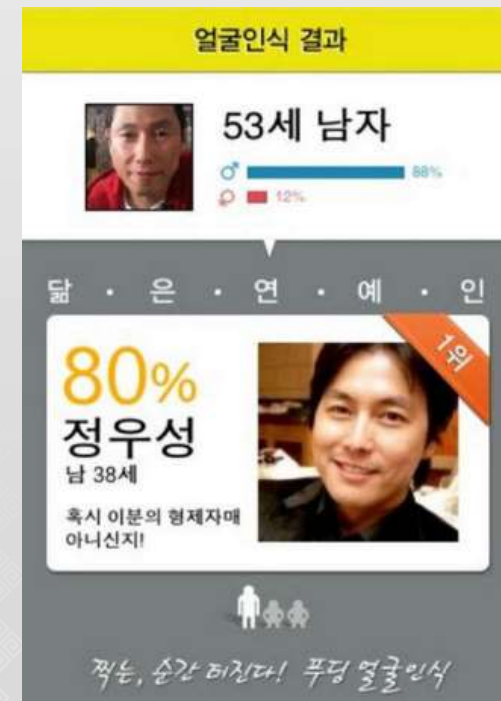 얼굴인식 결과
53세 남자
88%
12%
닮 · 은 · 연 · 예 · 인
1위
80%
정우성
남 38세
혹시 이분의 형제자매
아니신지!
찍는, 순간 터진다! 푸딩 얼굴인식